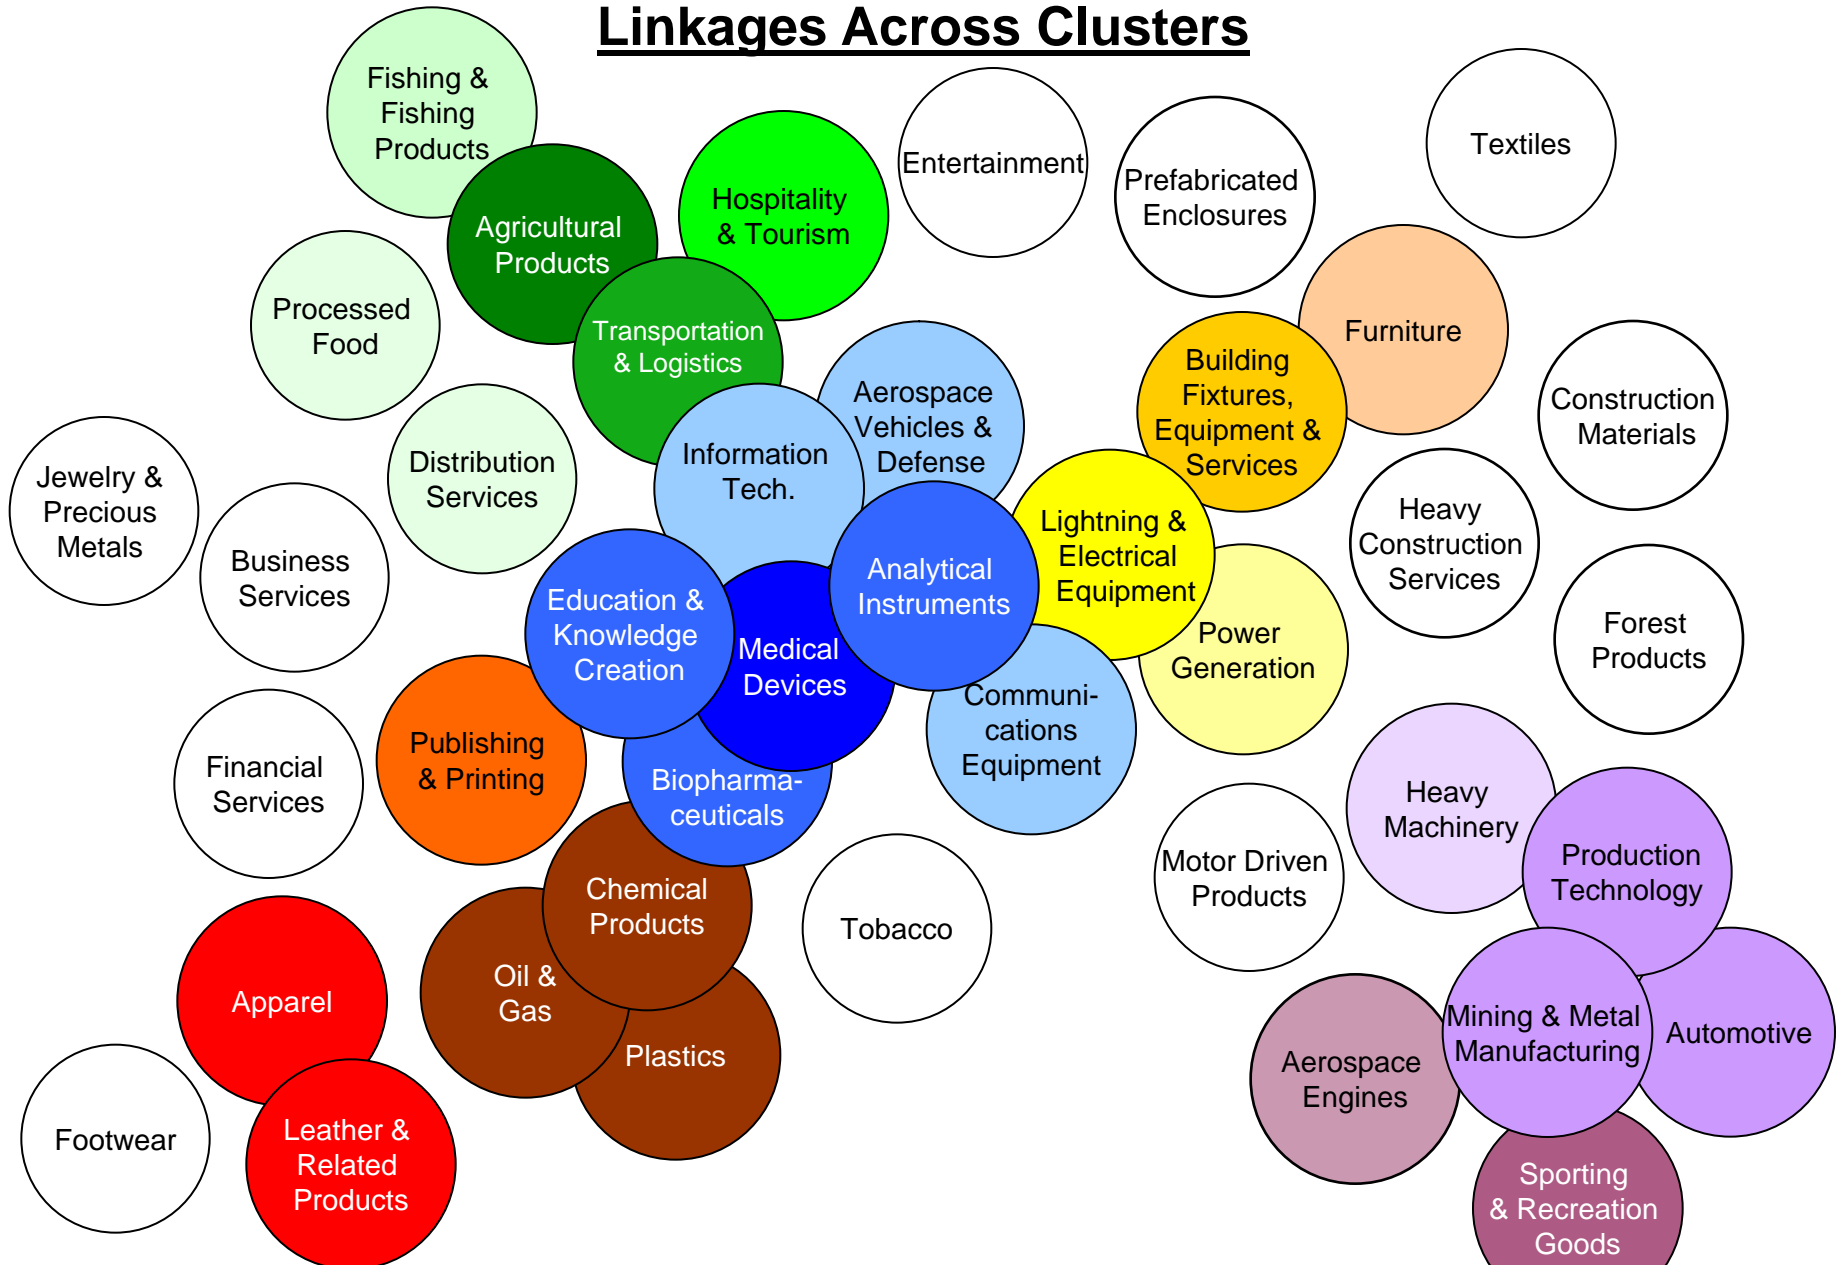 Linkages Across Clusters
Fishing &
Fishing
Products
Entertainment
Textiles
Prefabricated
Enclosures
Hospitality
& Tourism
Agricultural
Products
Processed
Food
Transportation
& Logistics
Furniture
Building
Fixtures,
Equipment &
Services
Aerospace
Vehicles &
Defense
Construction
Materials
Information
Tech.
Distribution
Services
Jewelry &
Precious
Metals
Business
Services
Heavy
Construction
Services
Lightning &
Electrical
Equipment
Analytical
Instruments
Education &
Knowledge
Creation
Medical
Devices
Power
Generation
Forest
Products
Communi-
cations
Equipment
Publishing
& Printing
Financial
Services
Biopharma-
ceuticals
Heavy
Machinery
Production
Technology
Motor Driven
Products
Chemical
Products
Tobacco
Oil &
Gas
Apparel
Plastics
Mining & Metal
Manufacturing
Automotive
Aerospace
Engines
Footwear
Leather &
Related
Products
Sporting
& Recreation
Goods